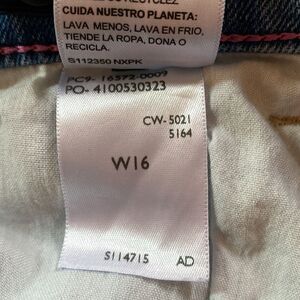 CUIDA NUESTRO PLANETA:
LAVA MENOS, LAVA EN FRIO,
TIENDE LA ROPA, DONA O
RECICLA.
S112350 NXPK
PC9- 16572-0009
PO- 4100530323
CW-5021
5164
W16
S114715 AD